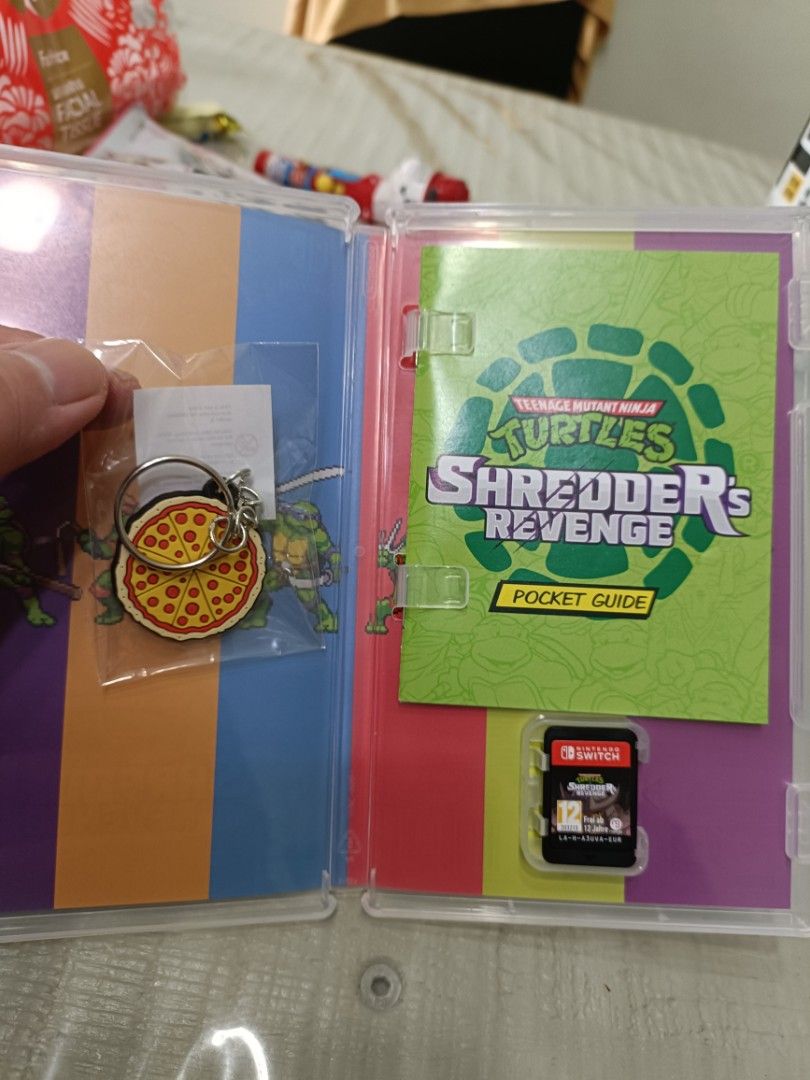 FACIAL
TEENAGE MUTANT NINJA
TURTLES
SHREDDER'S
REVENGE
POCKET GUIDE
NINTENDO
SWITCH
TURTLES
SHREDDER'S
REVENGE
12
Frei ab
12 Jahren
LA-H-A3UVA-EUR